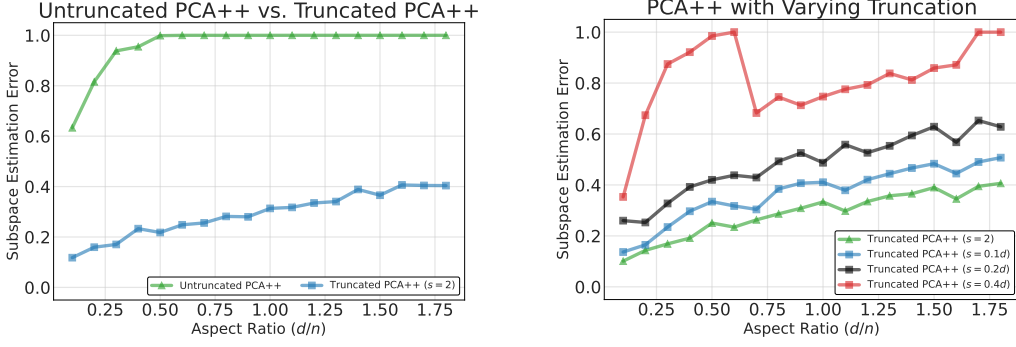 Untruncated PCA++ vs. Truncated PCA++
1.0
0.8
0.6
0.4
0.2
0.0
Subspace Estimation Error
Untruncated PCA++
Truncated PCA++ (s = 2)
0.25 0.50 0.75 1.00 1.25 1.50 1.75
Aspect Ratio (d/n)
PCA++ with Varying Truncation
1.0
0.8
0.6
0.4
0.2
0.0
Subspace Estimation Error
Truncated PCA++ (s = 2)
Truncated PCA++ (s = 0.1d)
Truncated PCA++ (s = 0.2d)
Truncated PCA++ (s = 0.4d)
0.25 0.50 0.75 1.00 1.25 1.50 1.75
Aspect Ratio (d/n)